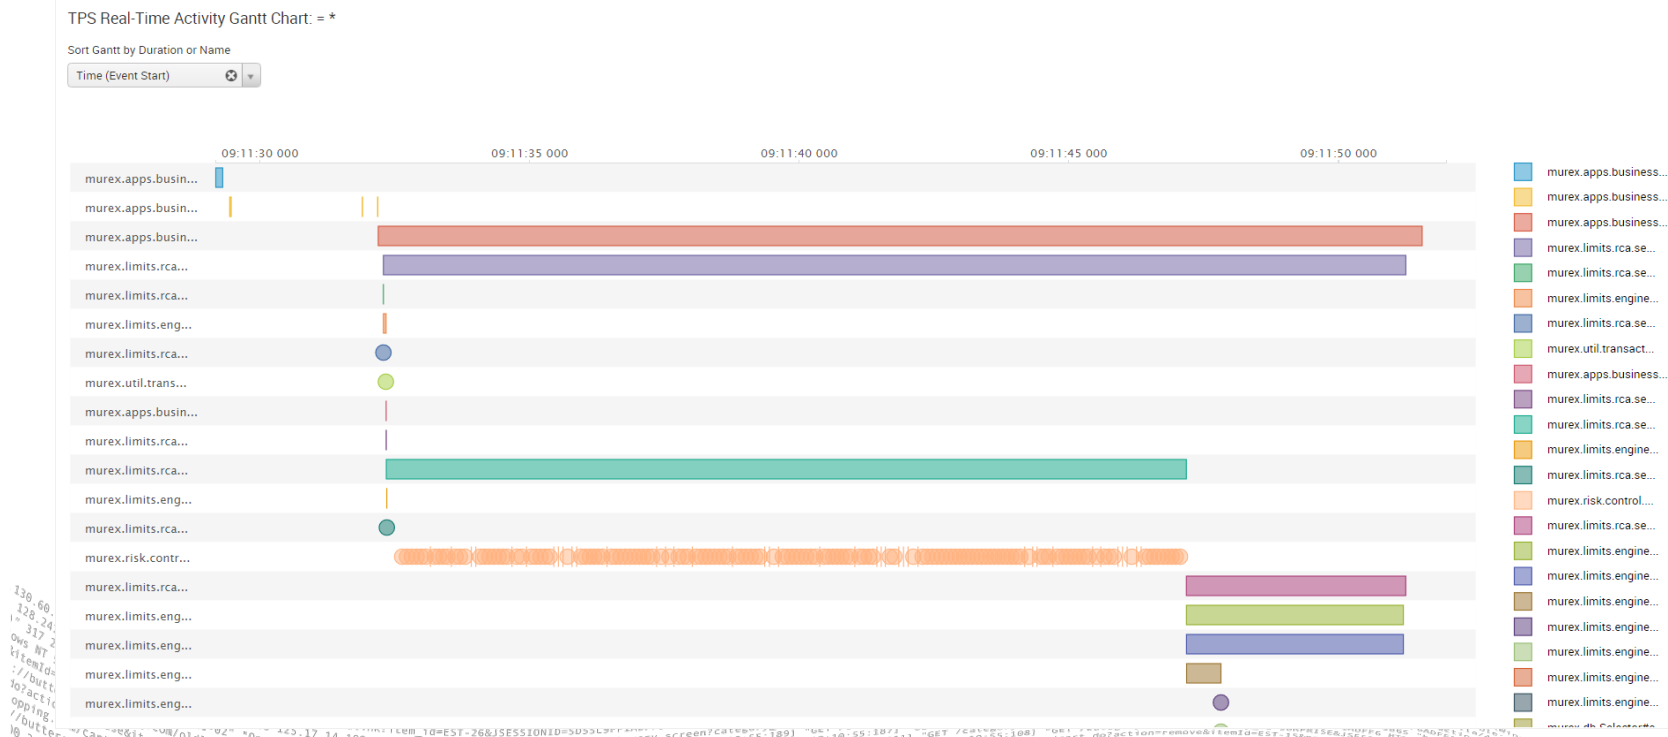 TPS Real-Time Activity Gantt Chart: = *
Sort Gantt by Duration or Name
Time (Event Start)
09:11:30 000 09:11:35 000 09:11:40 000 09:11:45 000 09:11:50 000
murex.apps.busin...
murex.apps.busin...
murex.apps.busin...
murex.limits.rca...
murex.limits.rca...
murex.limits.eng...
murex.limits.rca...
murex.util.trans...
murex.apps.busin...
murex.limits.rca...
murex.limits.rca...
murex.limits.eng...
murex.limits.rca...
murex.risk.contr...
murex.limits.rca...
murex.limits.eng...
murex.limits.eng...
murex.limits.eng...
murex.limits.eng...
murex.apps.business...
murex.apps.business...
murex.apps.business...
murex.limits.rca.se...
murex.limits.rca.se...
murex.limits.engine...
murex.limits.rca.se...
murex.util.transact...
murex.apps.business...
murex.limits.rca.se...
murex.limits.rca.se...
murex.limits.engine...
murex.limits.rca.se...
murex.risk.control....
murex.limits.rca.se...
murex.limits.engine...
murex.limits.engine...
murex.limits.engine...
murex.limits.engine...
murex.limits.engine...
murex.limits.engine...
murex.limits.engine...
130.60.
128.24.
317